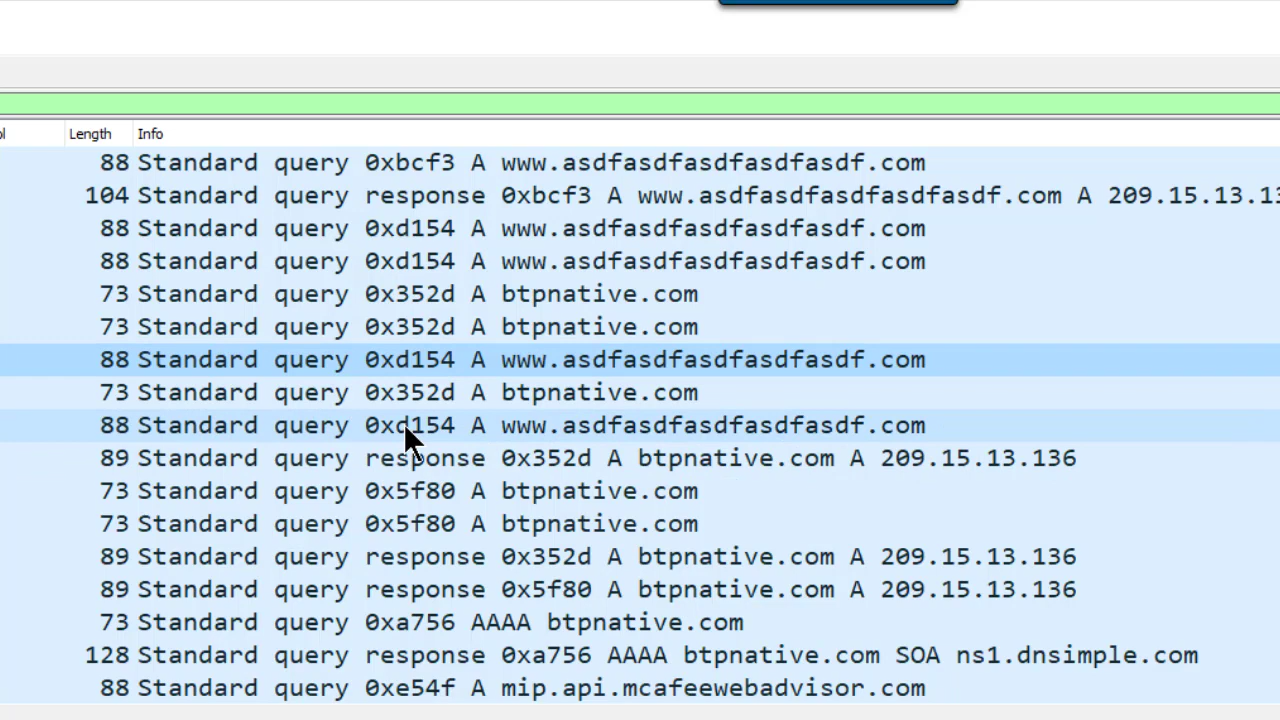 Length Info
88 Standard query 0xbcf3 A www.asdfasdfasdfasdfasdf.com
104 Standard query response 0xbcf3 A www.asdfasdfasdfasdfasdf.com A
88 Standard query 0xd154 A www.asdfasdfasdfasdfasdf.com
88 Standard query 0xd154 A www.asdfasdfasdfasdfasdf.com
73 Standard query 0x352d A btpnative.com
73 Standard query 0x352d A btpnative.com
88 Standard query 0xd154 A www.asdfasdfasdfasdfasdf.com
73 Standard query 0x352d A btpnative.com
88 Standard query 0xd154 A www.asdfasdfasdfasdfasdf.com
89 Standard query response 0x352d A btpnative.com A 209.15.13.136
73 Standard query 0x5f80 A btpnative.com
73 Standard query 0x5f80 A btpnative.com
89 Standard query response 0x352d A btpnative.com A 209.15.13.136
89 Standard query response 0x5f80 A btpnative.com A 209.15.13.136
73 Standard query 0xa756 AAAA btpnative.com
128 Standard query response 0xa756 AAAA btpnative.com SOA ns1.dnsimple.com
88 Standard query 0xe54f A mip.api.mcafeewebadvisor.com